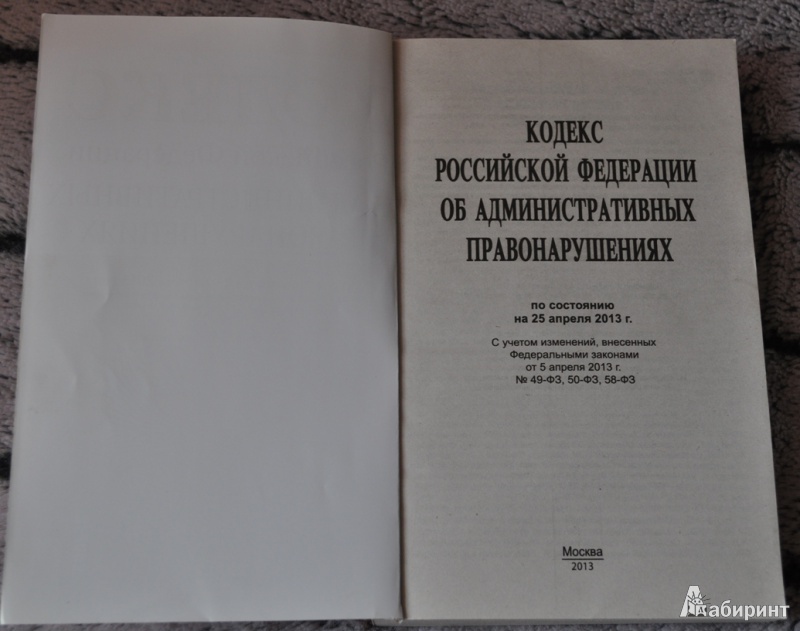 КОДЕКС
РОССИЙСКОЙ ФЕДЕРАЦИИ
ОБ АДМИНИСТРАТИВНЫХ
ПРАВОНАРУШЕНИЯХ
по состоянию
на 25 апреля 2013 г.
С учетом изменений, внесенных
Федеральными законами
от 5 апреля 2013 г.
№ 49-ФЗ, 50-ФЗ, 58-ФЗ
Москва
2013
Лабиринт